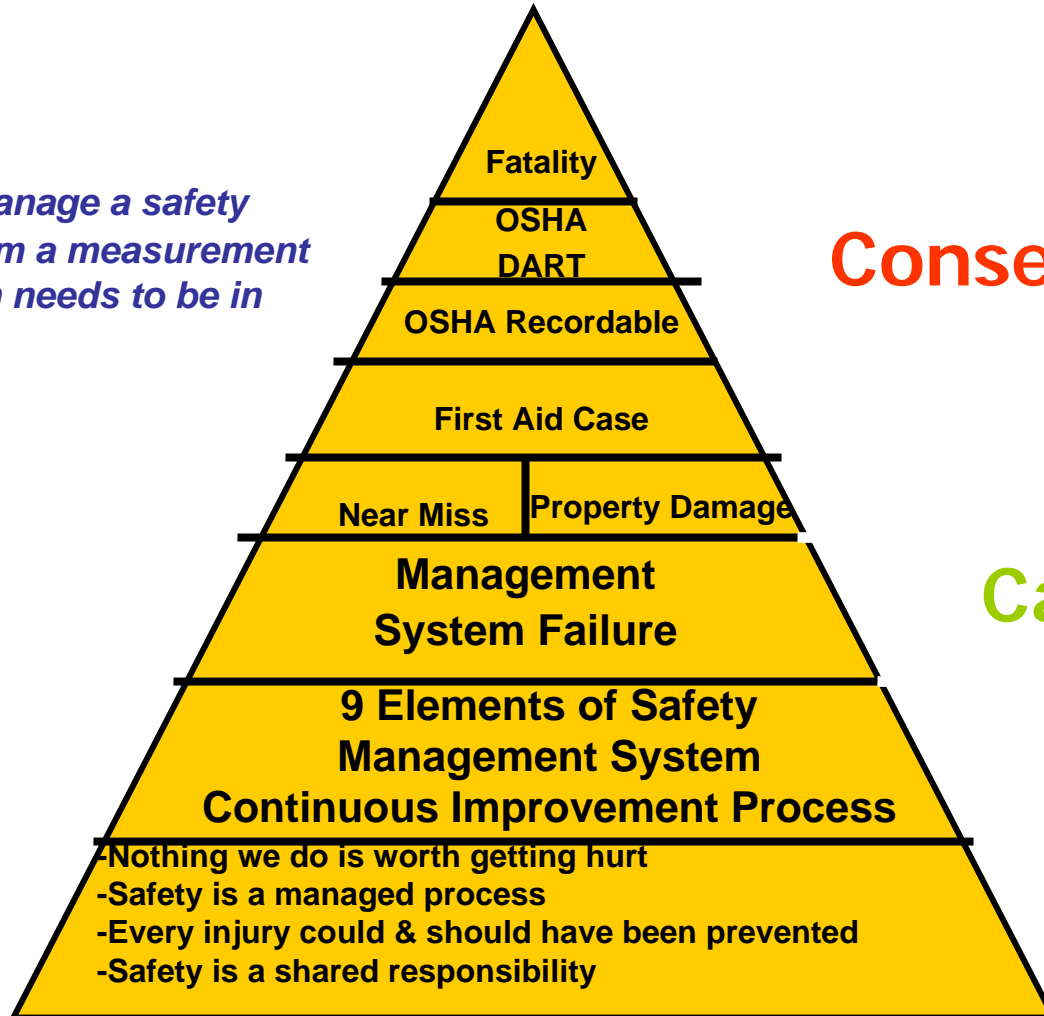 Fatality
OSHA
DART
OSHA Recordable
First Aid Case
Near Miss
Property Damage
Management
System Failure
9 Elements of Safety
Management System
Continuous Improvement Process
-Nothing we do is worth getting hurt
-Safety is a managed process
-Every injury could & should have been prevented
-Safety is a shared responsibility
anage a safety
m a measurement
needs to be in
Conse
Ca